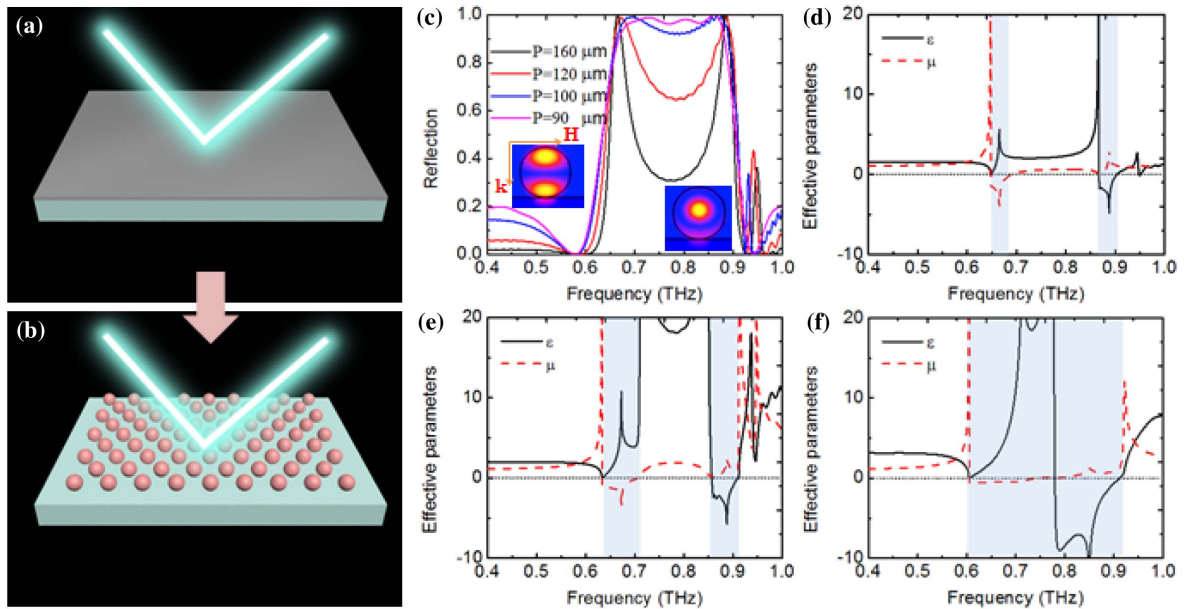 (a)
(b)
(c)
1.0
0.8
0.6
0.4
0.2
0.0
Reflection
P=160 μm
P=120 μm
P=100 μm
P=90 μm
H
k
0.4 0.5 0.6 0.7 0.8 0.9 1.0
Frequency (THz)
(d)
20
10
0
-10
Effective parameters
ε
μ
0.4 0.5 0.6 0.7 0.8 0.9 1.0
Frequency (THz)
(e)
20
10
0
-10
Effective parameters
ε
μ
0.4 0.5 0.6 0.7 0.8 0.9 1.0
Frequency (THz)
(f)
20
10
0
-10
Effective parameters
ε
μ
0.4 0.5 0.6 0.7 0.8 0.9 1.0
Frequency (THz)